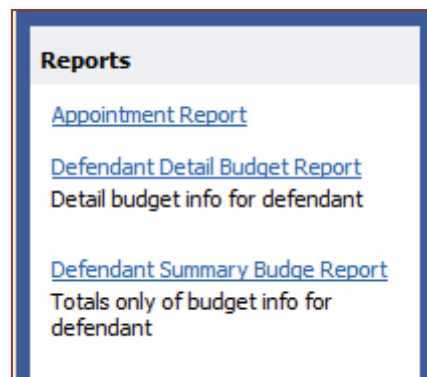 Reports
Appointment Report
Defendant Detail Budget Report
Detail budget info for defendant
Defendant Summary Budge Report
Totals only of budget info for
defendant